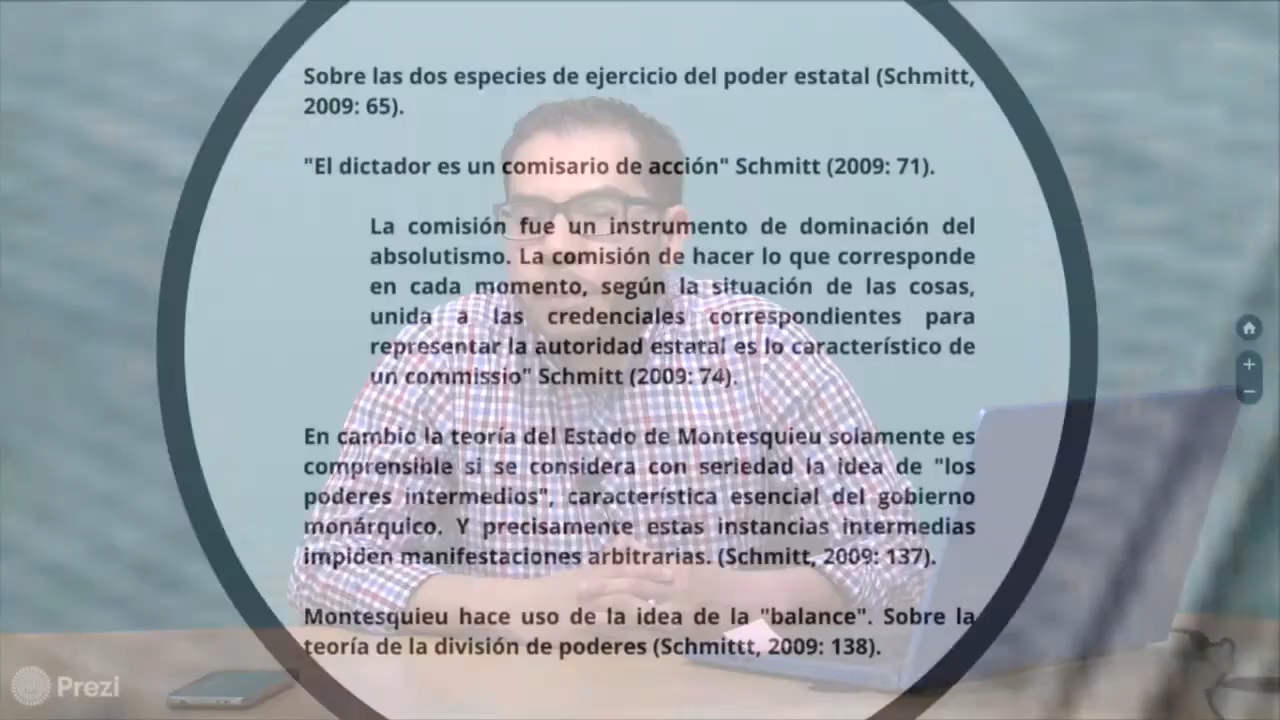 Sobre las dos especies de ejercicio del poder estatal (Schmitt,
2009: 65).
"El dictador es un comisario de acción" Schmitt (2009: 71).
La comisión fue un instrumento de dominación del
absolutismo. La comisión de hacer lo que corresponde
en cada momento, según la situación de las cosas,
unida a las credenciales correspondientes para
representar la autoridad estatal es lo característico de
un commissio" Schmitt (2009: 74).
En cambio la teoría del Estado de Montesquieu solamente es
comprensible si se considera con seriedad la idea de "los
poderes intermedios", característica esencial del gobierno
monárquico. Y precisamente estas instancias intermedias
impiden manifestaciones arbitrarias. (Schmitt, 2009: 137).
Montesquieu hace uso de la idea de la "balance". Sobre la
teoría de la división de poderes (Schmittt, 2009: 138).
Prezi